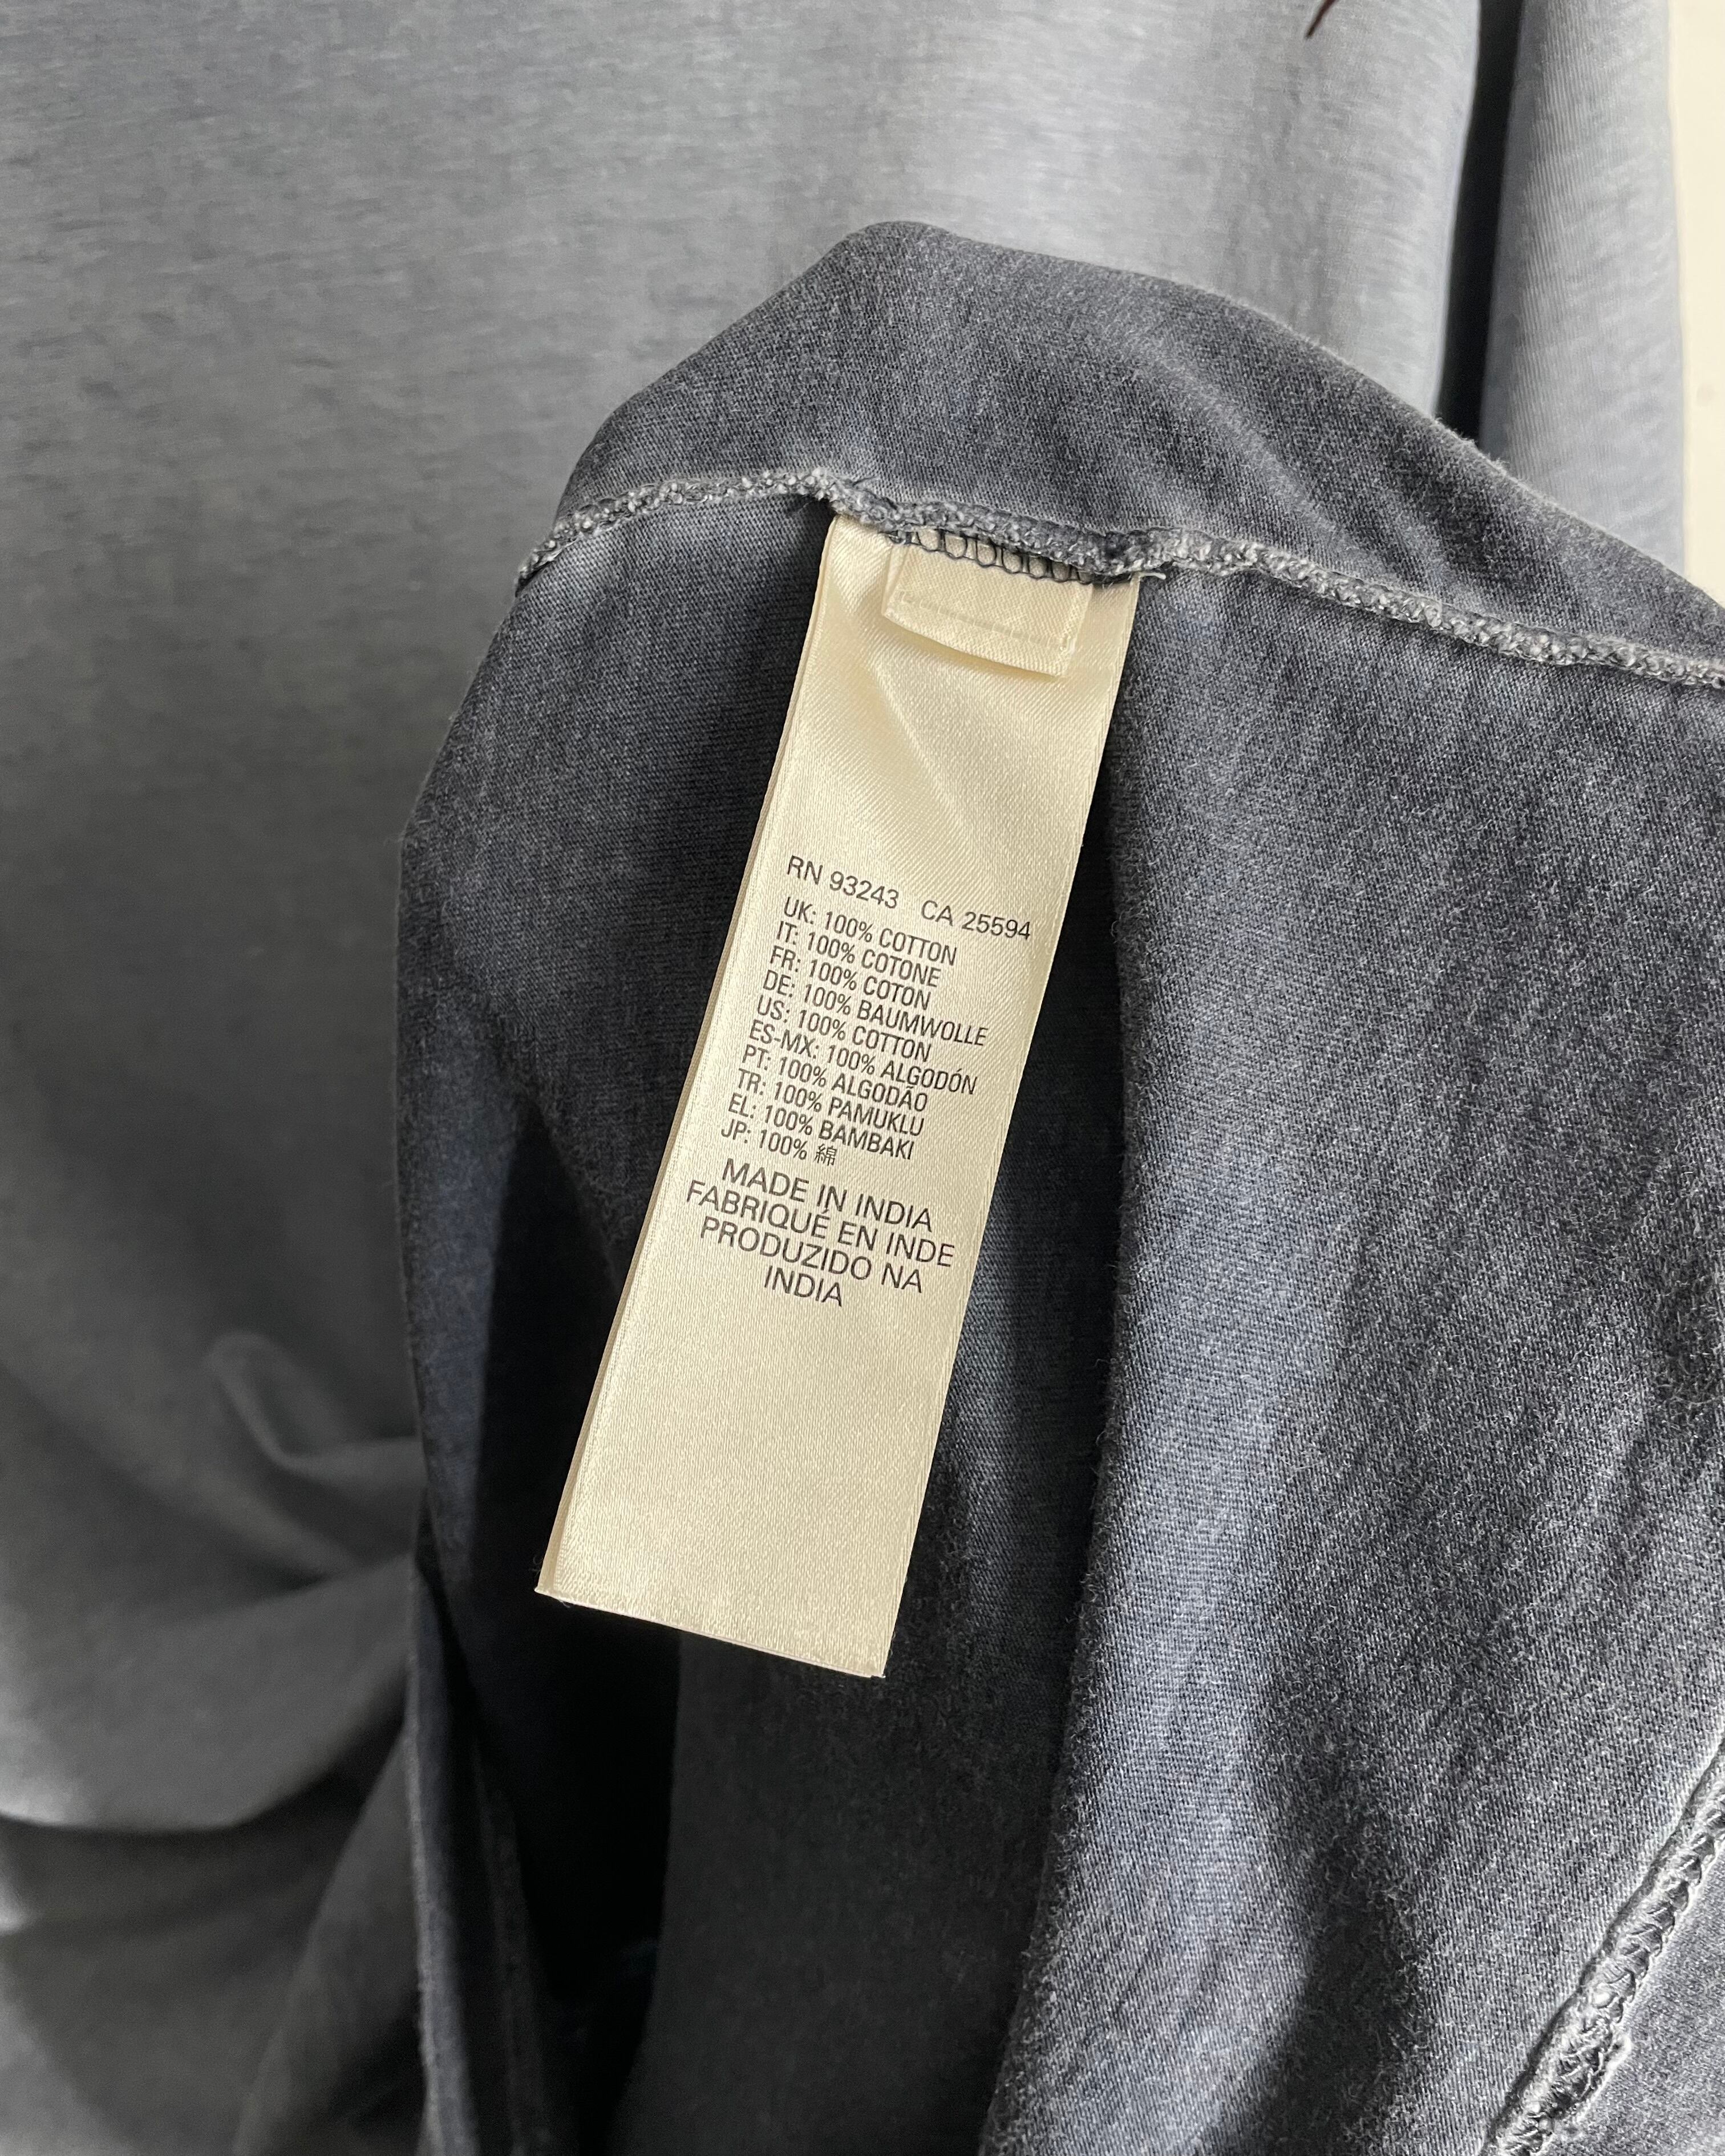 RN 93243 CA 25594
UK: 100% COTTON
IT: 100% COTONE
FR: 100% COTON
DE: 100% BAUMWOLLE
US: 100% COTTON
ES-MX: 100% ALGODÓN
PT: 100% ALGODÃO
TR: 100% PAMUKLU
EL: 100% BAMBAKI
JP: 100% 綿
MADE IN INDIA
FABRIQUÉ EN INDE
PRODUZIDO NA
INDIA